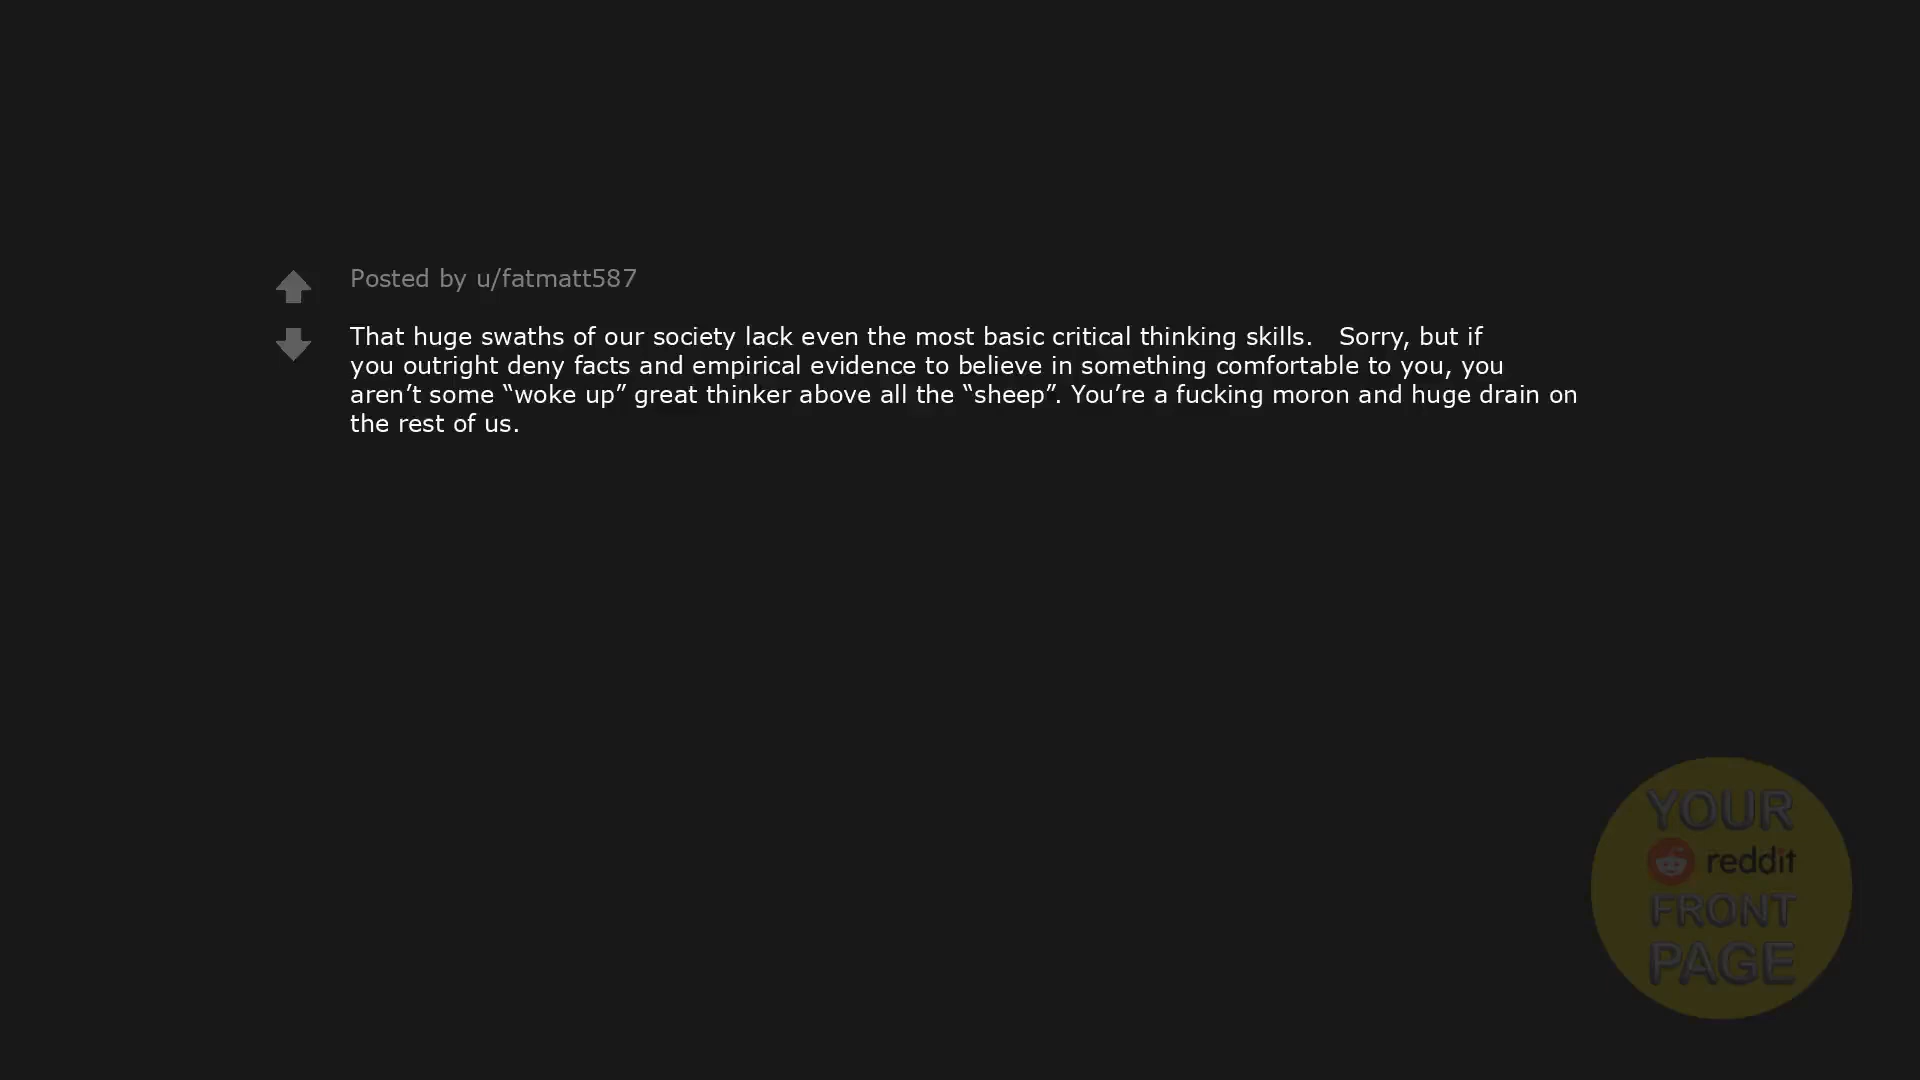 Posted by u/fatmatt587
That huge swaths of our society lack even the most basic critical thinking skills.   Sorry, but if
you outright deny facts and empirical evidence to believe in something comfortable to you, you
aren’t some “woke up” great thinker above all the “sheep”. You’re a fucking moron and huge drain on
the rest of us.
YOUR
reddit
FRONT
PAGE